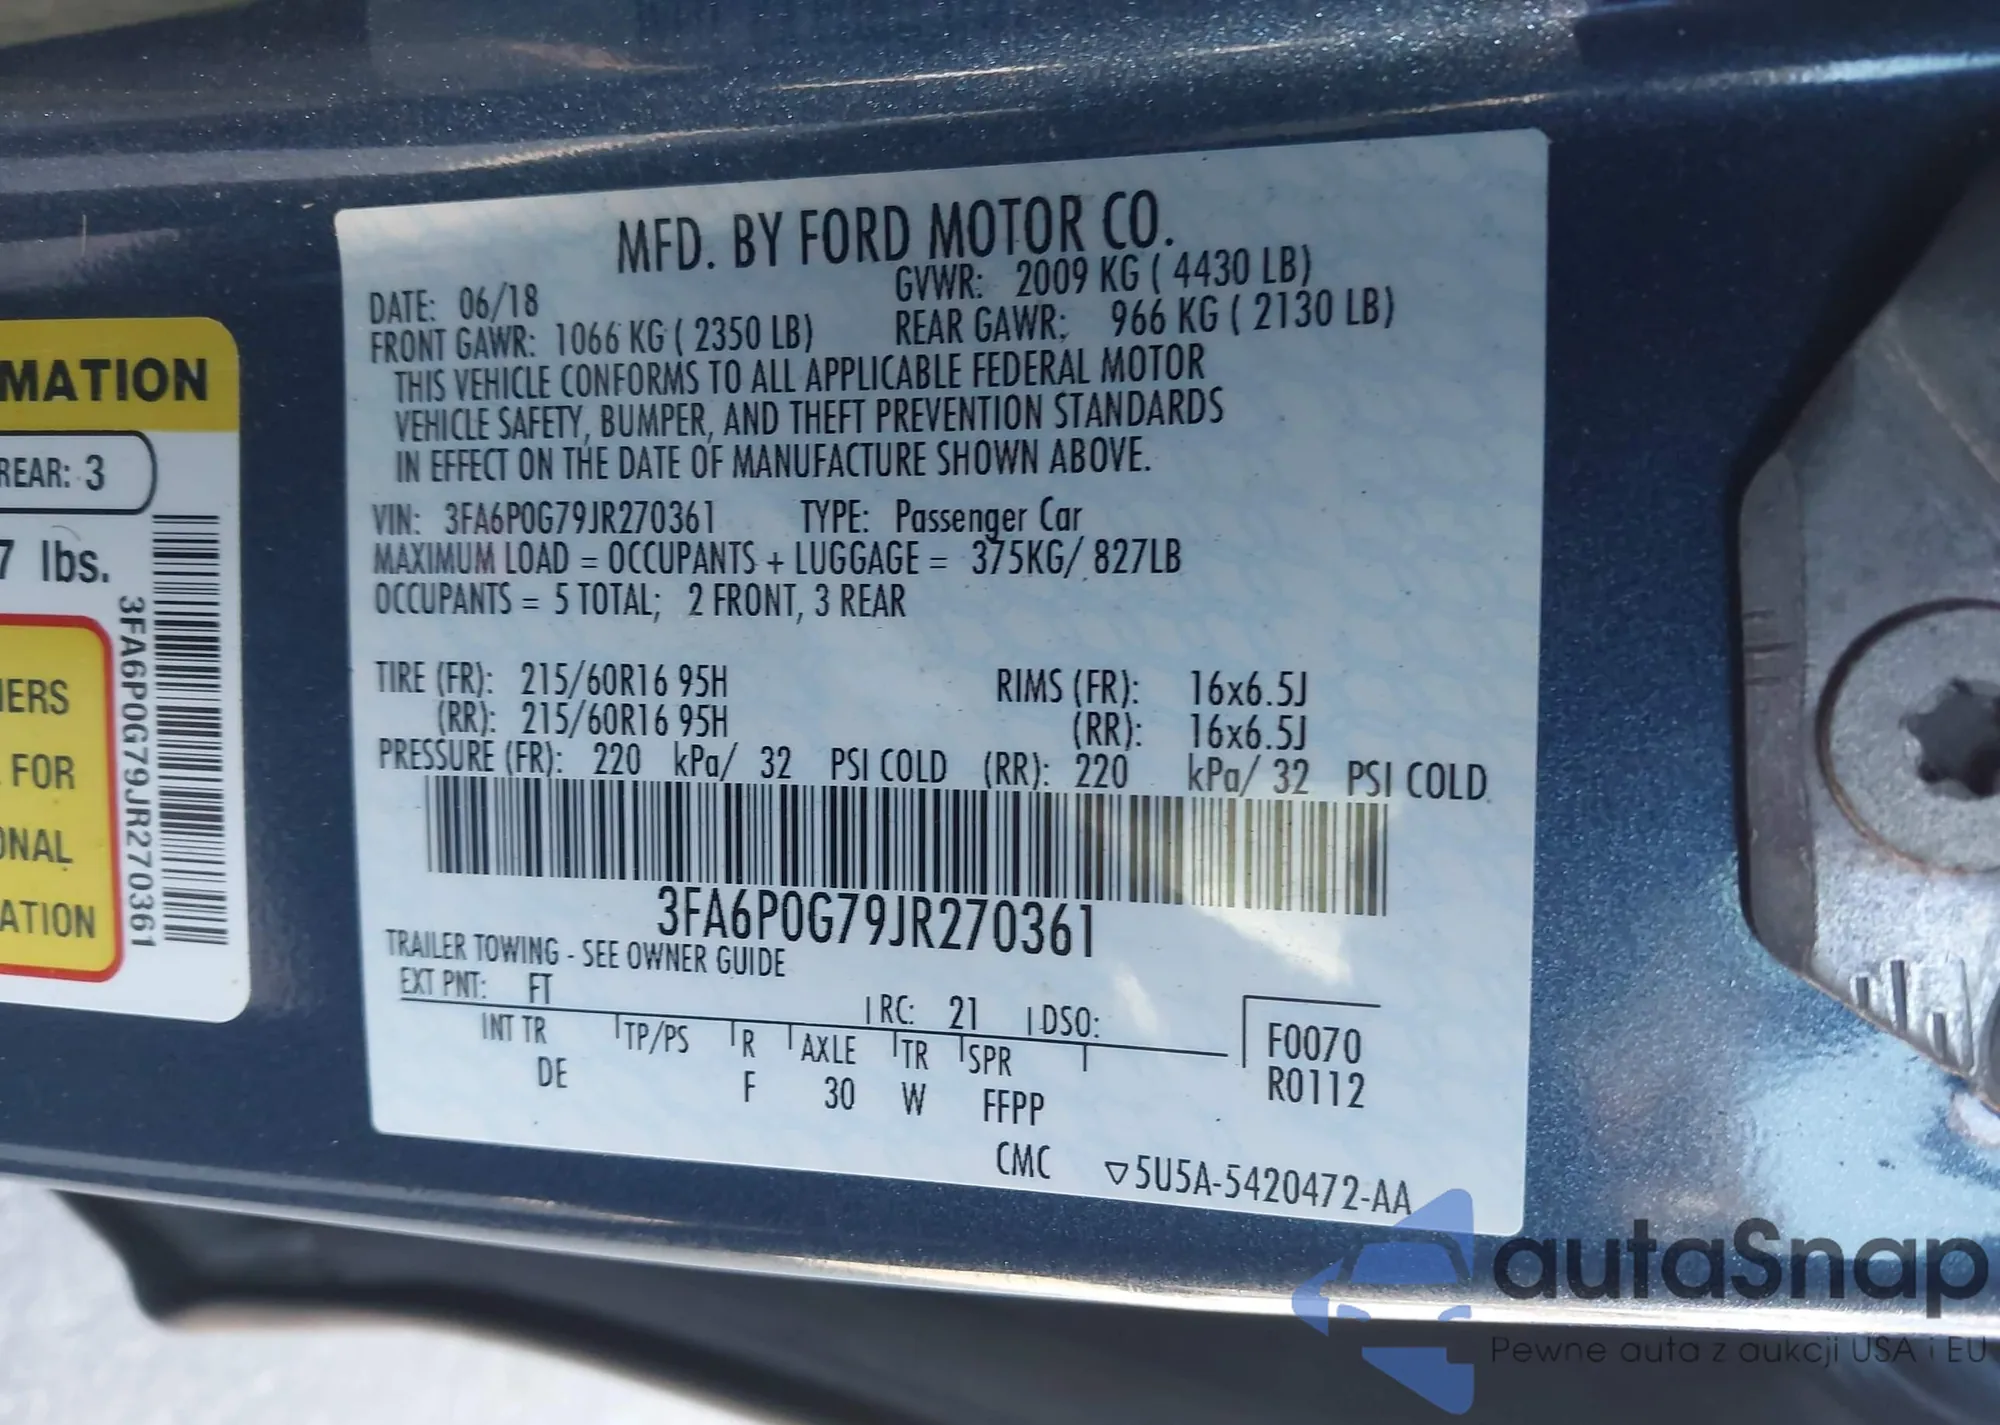 MATION
REAR: 3
7 lbs.
IERS
FOR
ONAL
ATION
3FA6P0G79JR270361
MFD. BY FORD MOTOR CO.
DATE: 06/18 GVWR: 2009 KG ( 4430 LB)
FRONT GAWR: 1066 KG ( 2350 LB) REAR GAWR: 966 KG ( 2130 LB)
THIS VEHICLE CONFORMS TO ALL APPLICABLE FEDERAL MOTOR
VEHICLE SAFETY, BUMPER, AND THEFT PREVENTION STANDARDS
IN EFFECT ON THE DATE OF MANUFACTURE SHOWN ABOVE.
VIN: 3FA6P0G79JR270361 TYPE: Passenger Car
MAXIMUM LOAD = OCCUPANTS + LUGGAGE = 375KG/ 827LB
OCCUPANTS = 5 TOTAL; 2 FRONT, 3 REAR
TIRE (FR): 215/60R16 95H RIMS (FR): 16x6.5J
(RR): 215/60R16 95H (RR): 16x6.5J
PRESSURE (FR): 220 kPa/ 32 PSI COLD (RR): 220 kPa/ 32 PSI COLD
3FA6P0G79JR270361
TRAILER TOWING - SEE OWNER GUIDE
EXT PNT: FT RC: 21 DSO:
INT TR TP/PS R AXLE TR SPR F0070
DE F 30 W FFPP R0112
CMC ▽5U5A-5420472-AA
autaSnap
Pewne auta z aukcji USA i EU